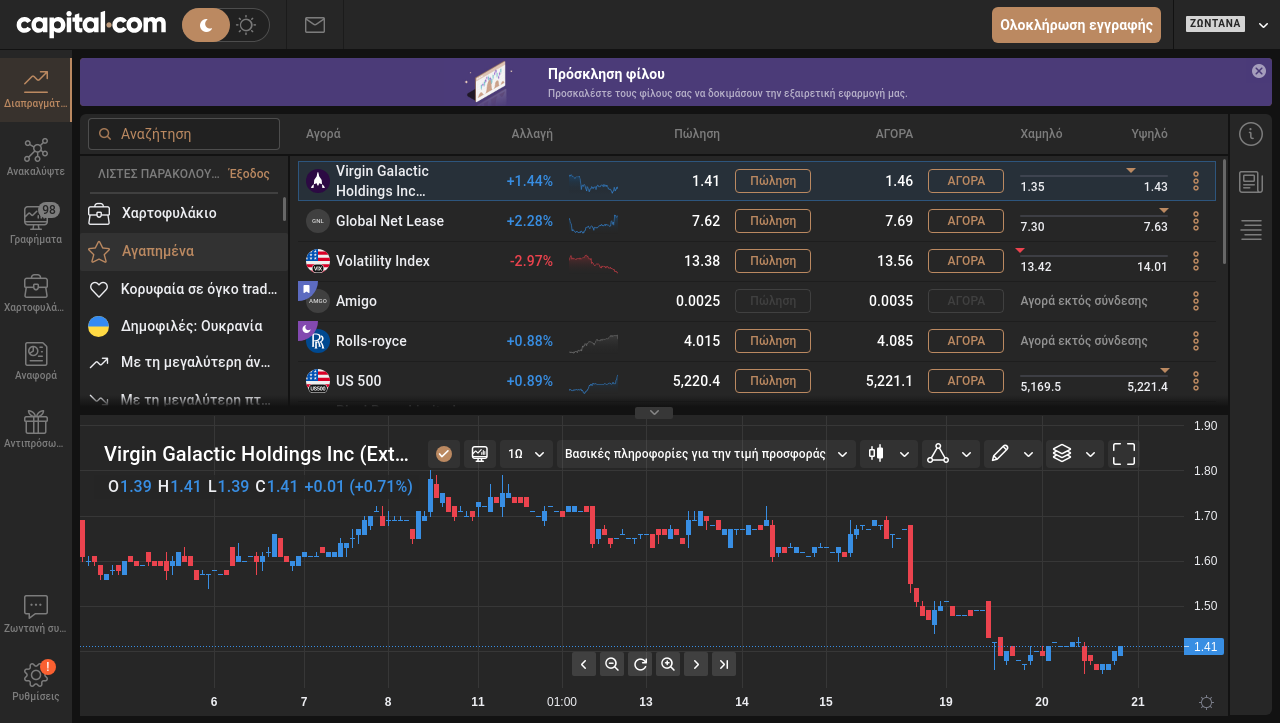 capital.com
Ολοκλήρωση εγγραφής
ΖΩΝΤΑΝΆ
Πρόσκληση φίλου
Προσκαλέστε τους φίλους σας να δοκιμάσουν την εξαιρετική εφαρμογή μας.
Διαπραγμάτ...
Ανακαλύψτε
98
Γραφήματα
Χαρτοφυλά...
Αναφορά
Αντιπρόσω...
Ζωντανή συ...
!
Ρυθμίσεις
Αναζήτηση
ΛΙΣΤΕΣ ΠΑΡΑΚΟΛΟΥ... Έξοδος
Χαρτοφυλάκιο
Αγαπημένα
Κορυφαία σε όγκο trad...
Δημοφιλές: Ουκρανία
Με τη μεγαλύτερη άν...
Με τη μεγαλύτερη πτ...
Αγορά Αλλαγή Πώληση ΑΓΟΡΑ Χαμηλό Υψηλό
Virgin Galactic
Holdings Inc... +1.44% 1.41 Πώληση 1.46 ΑΓΟΡΑ 1.35 1.43
GNL Global Net Lease +2.28% 7.62 Πώληση 7.69 ΑΓΟΡΑ 7.30 7.63
VIX Volatility Index -2.97% 13.38 Πώληση 13.56 ΑΓΟΡΑ 13.42 14.01
AMGO Amigo 0.0025 Πώληση 0.0035 ΑΓΟΡΑ Αγορά εκτός σύνδεσης
Rolls-royce +0.88% 4.015 Πώληση 4.085 ΑΓΟΡΑ Αγορά εκτός σύνδεσης
US500 US 500 +0.89% 5,220.4 Πώληση 5,221.1 ΑΓΟΡΑ 5,169.5 5,221.4
Virgin Galactic Holdings Inc (Ext... 1Ω Βασικές πληροφορίες για την τιμή προσφοράς
O1.39 H1.41 L1.39 C1.41 +0.01 (+0.71%)
1.90
1.80
1.70
1.60
1.50
1.41
6 7 8 11 01:00 13 14 15 19 20 21